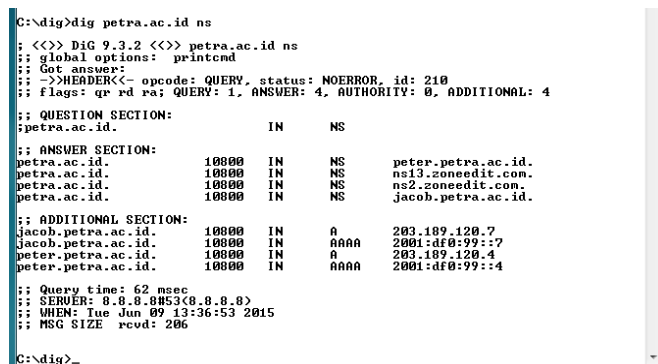 C:\dig>dig petra.ac.id ns
; <<>> DiG 9.3.2 <<>> petra.ac.id ns
;; global options:  printcmd
;; Got answer:
;; ->>HEADER<<- opcode: QUERY, status: NOERROR, id: 210
;; flags: qr rd ra; QUERY: 1, ANSWER: 4, AUTHORITY: 0, ADDITIONAL: 4
;; QUESTION SECTION:
;petra.ac.id. IN NS
;; ANSWER SECTION:
petra.ac.id. 10800 IN NS peter.petra.ac.id.
petra.ac.id. 10800 IN NS ns13.zoneedit.com.
petra.ac.id. 10800 IN NS ns2.zoneedit.com.
petra.ac.id. 10800 IN NS jacob.petra.ac.id.
;; ADDITIONAL SECTION:
jacob.petra.ac.id. 10800 IN A 203.189.120.7
jacob.petra.ac.id. 10800 IN AAAA 2001:df0:99::7
peter.petra.ac.id. 10800 IN A 203.189.120.4
peter.petra.ac.id. 10800 IN AAAA 2001:df0:99::4
;; Query time: 62 msec
;; SERVER: 8.8.8.8#53(8.8.8.8)
;; WHEN: Tue Jun 09 13:36:53 2015
;; MSG SIZE  rcvd: 206
C:\dig>_